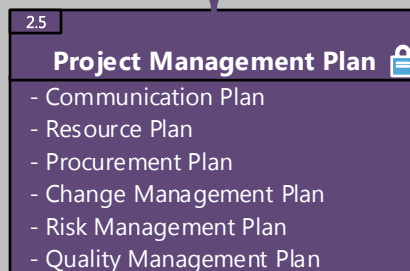 2.5
Project Management Plan
- Communication Plan
- Resource Plan
- Procurement Plan
- Change Management Plan
- Risk Management Plan
- Quality Management Plan